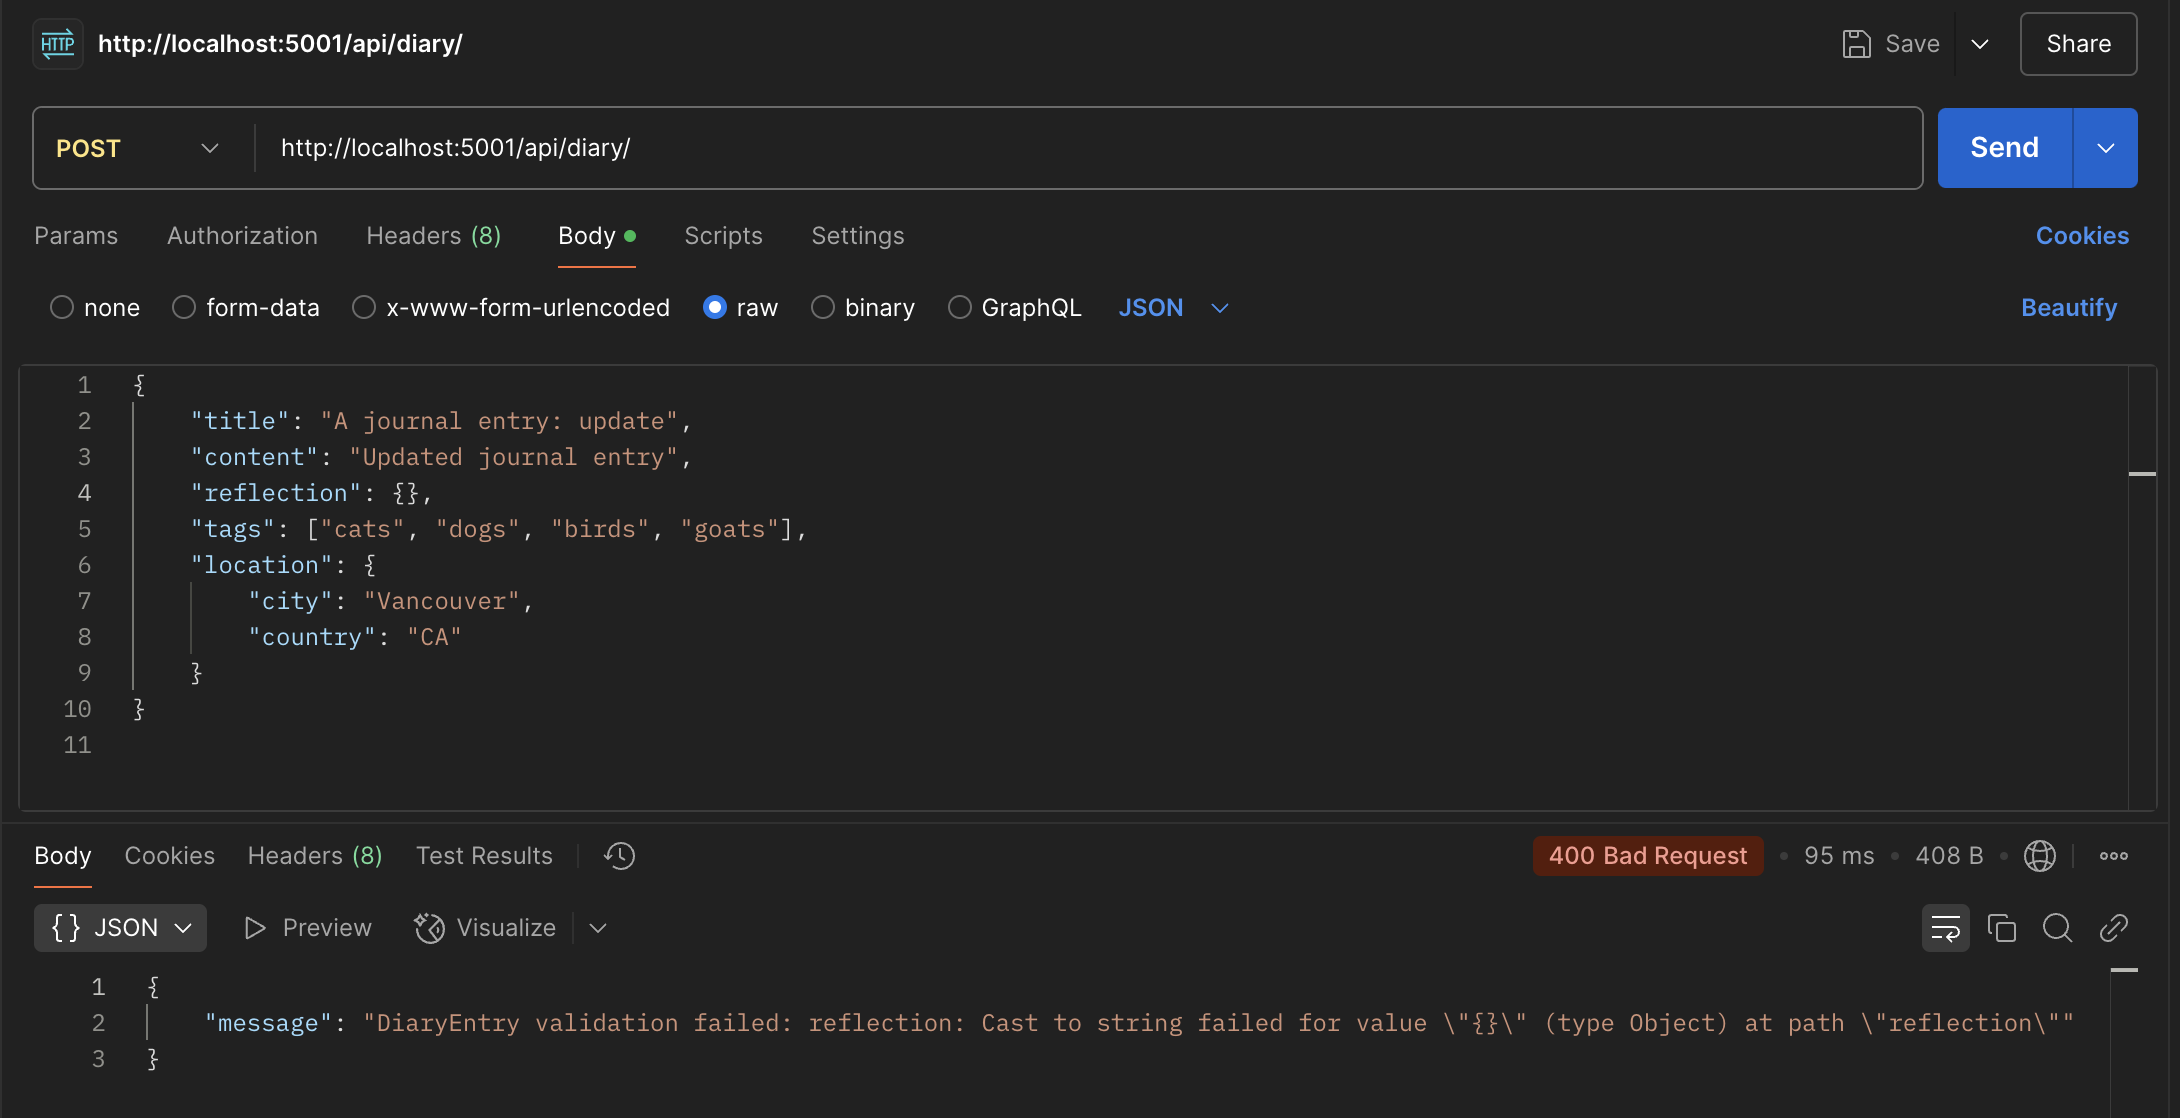 HTTP http://localhost:5001/api/diary/ Save Share
POST http://localhost:5001/api/diary/ Send
Params Authorization Headers (8) Body Scripts Settings Cookies
none form-data x-www-form-urlencoded raw binary GraphQL JSON Beautify
1 {
2 "title": "A journal entry: update",
3 "content": "Updated journal entry",
4 "reflection": {},
5 "tags": ["cats", "dogs", "birds", "goats"],
6 "location": {
7 "city": "Vancouver",
8 "country": "CA"
9 }
10 }
11
Body Cookies Headers (8) Test Results 400 Bad Request • 95 ms • 408 B •
{} JSON Preview Visualize
1 {
2 "message": "DiaryEntry validation failed: reflection: Cast to string failed for value \"{}\" (type Object) at path \"reflection\""
3 }